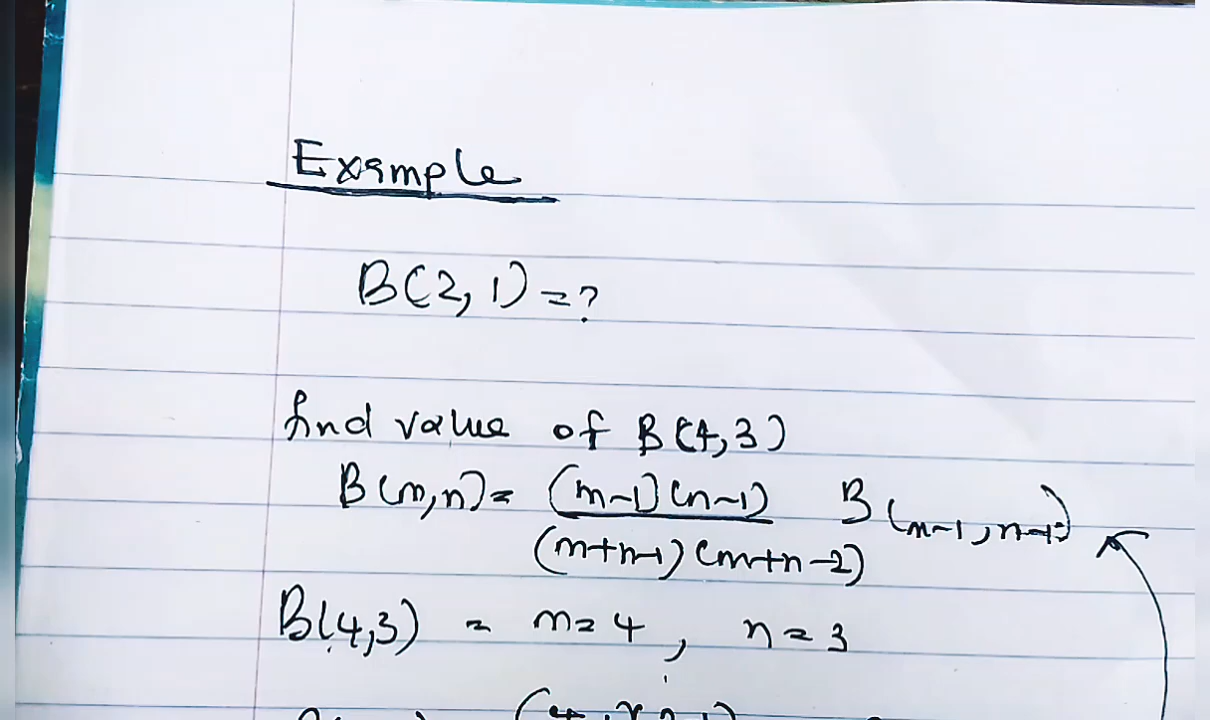 Example
B(2, 1) = ?
find value of B(4,3)
B(m,n) = (m-1)(n-1) B(m-1, n-1)
(m+n-1)(m+n-2)
B(4,3) = m=4, n=3